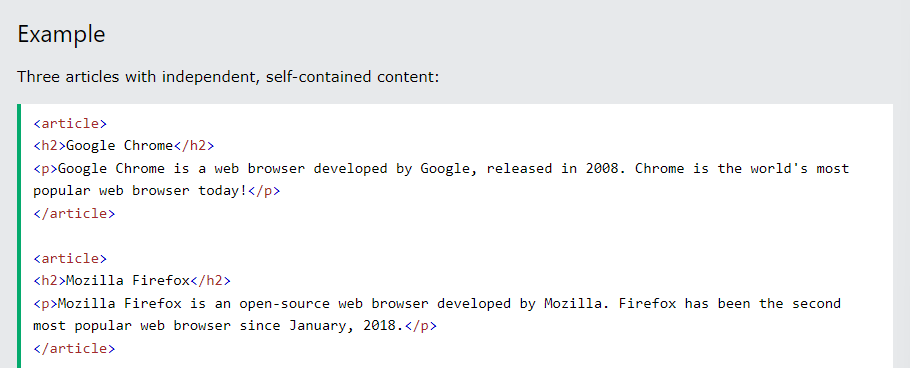 Example
Three articles with independent, self-contained content:
<article>
<h2>Google Chrome</h2>
<p>Google Chrome is a web browser developed by Google, released in 2008. Chrome is the world's most
popular web browser today!</p>
</article>
<article>
<h2>Mozilla Firefox</h2>
<p>Mozilla Firefox is an open-source web browser developed by Mozilla. Firefox has been the second
most popular web browser since January, 2018.</p>
</article>